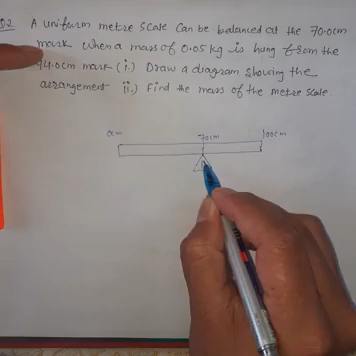 Q2. A uniform metre scale can be balanced at the 70.0cm
mark when a mass of 0.05 kg is hung from the
94.0cm mark (i.) Draw a diagram showing the
arrangement ii.) Find the mass of the metre scale.
0cm 70cm 100cm